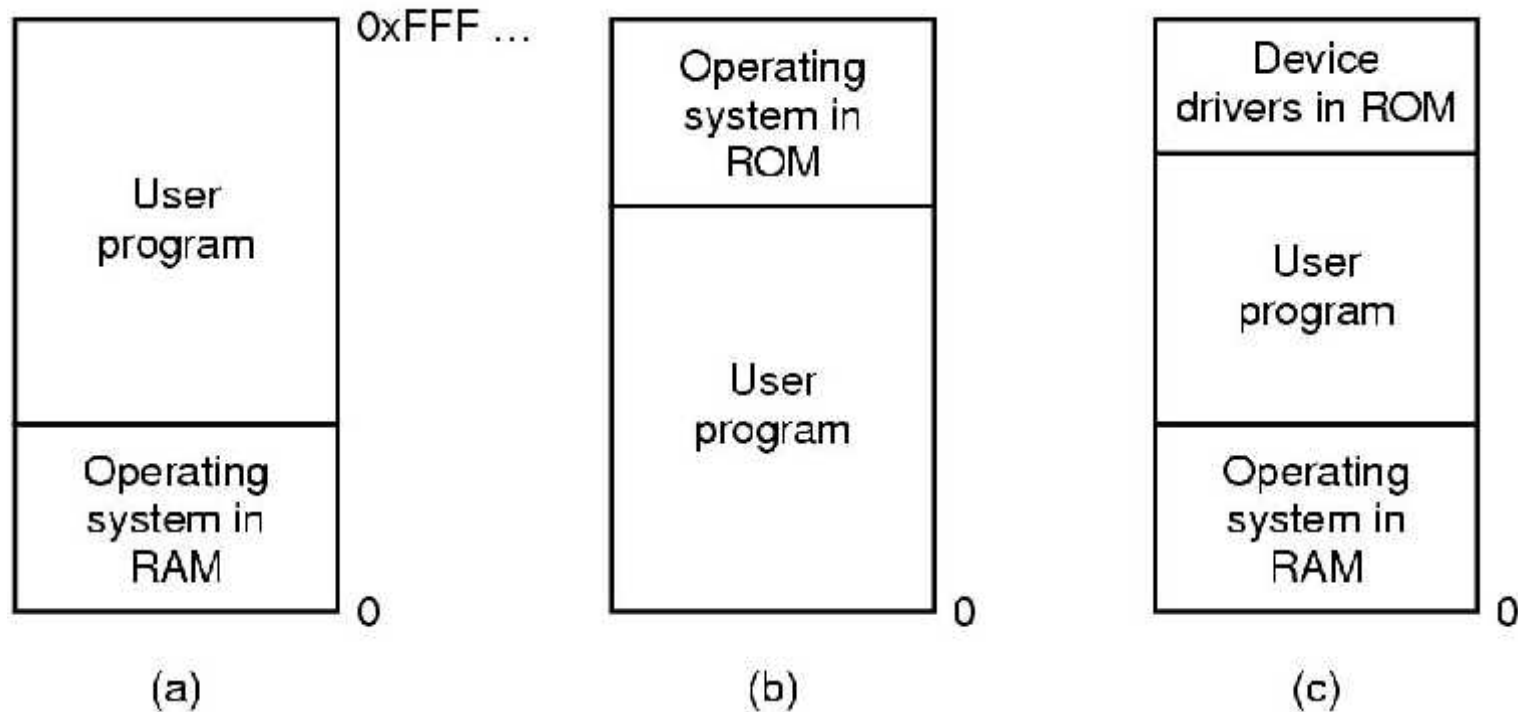 0xFFF ...
User
program
Operating
system in
RAM
0
(a)
Operating
system in
ROM
User
program
0
(b)
Device
drivers in ROM
User
program
Operating
system in
RAM
0
(c)